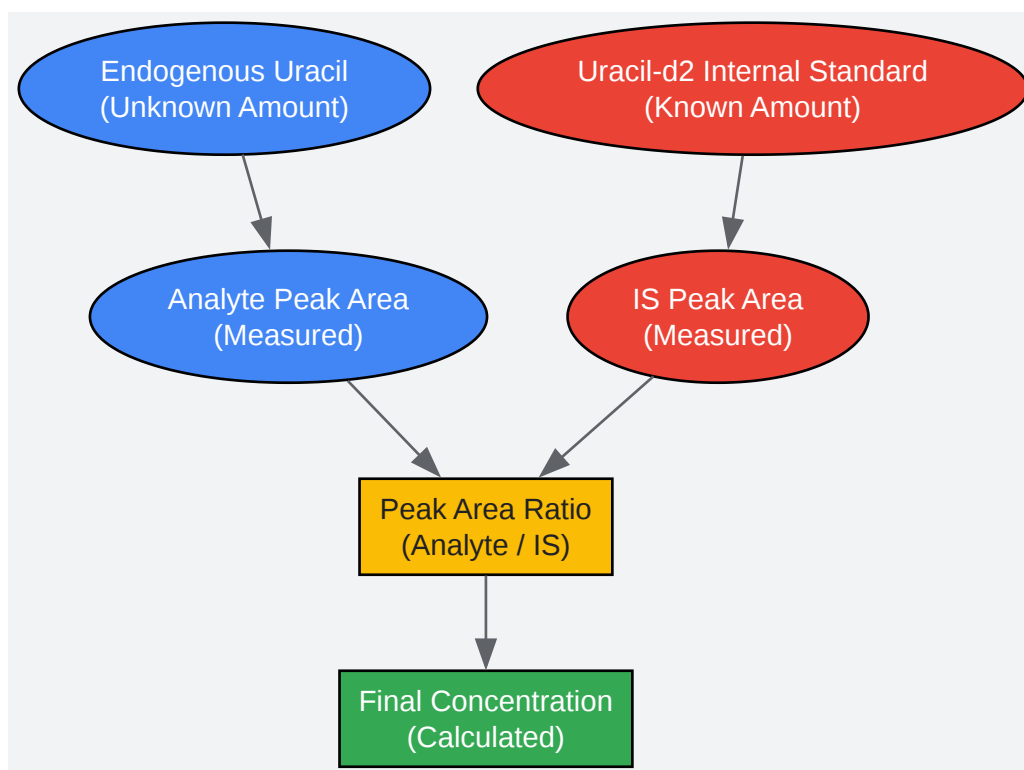 Endogenous Uracil
(Unknown Amount)
Uracil-d2 Internal Standard
(Known Amount)
Analyte Peak Area
(Measured)
IS Peak Area
(Measured)
Peak Area Ratio
(Analyte / IS)
Final Concentration
(Calculated)